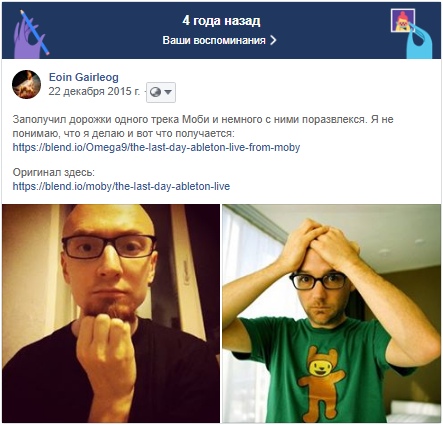 4 года назад
Ваши воспоминания
Eoin Gairleog
22 декабря 2015 г. ·
Заполучил дорожки одного трека Моби и немного с ними поразвлекся. Я не
понимаю, что я делаю и вот что получается:
https://blend.io/Omega9/the-last-day-ableton-live-from-moby
Оригинал здесь:
https://blend.io/moby/the-last-day-ableton-live